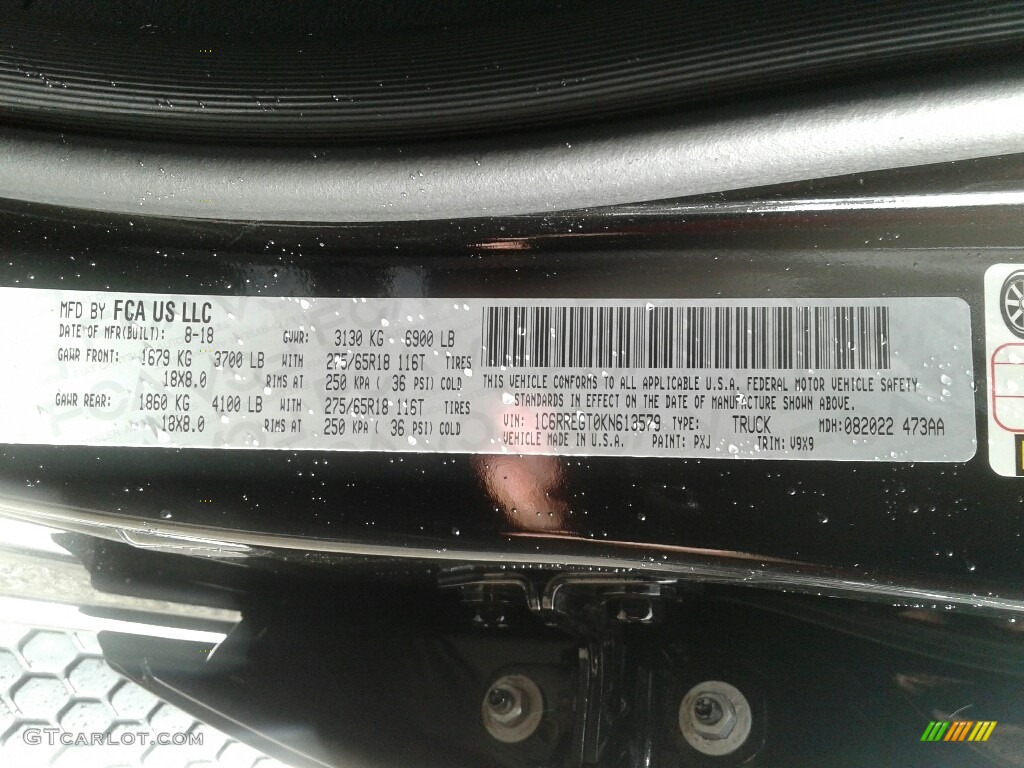 MFD BY FCA US LLC
DATE OF MFR(BUILT): 8-18 GVWR: 3130 KG 6900 LB
GAWR FRONT: 1679 KG 3700 LB WITH 275/65R18 116T TIRES
18X8.0 RIMS AT 250 KPA ( 36 PSI) COLD
GAWR REAR: 1860 KG 4100 LB WITH 275/65R18 116T TIRES
18X8.0 RIMS AT 250 KPA ( 36 PSI) COLD
THIS VEHICLE CONFORMS TO ALL APPLICABLE U.S.A. FEDERAL MOTOR VEHICLE SAFETY
STANDARDS IN EFFECT ON THE DATE OF MANUFACTURE SHOWN ABOVE.
VIN: 1C6RREGT0KN613579 TYPE: TRUCK MDH: 082022 473AA
VEHICLE MADE IN U.S.A. PAINT: PXJ TRIM: V9X9
GTCarlot.com